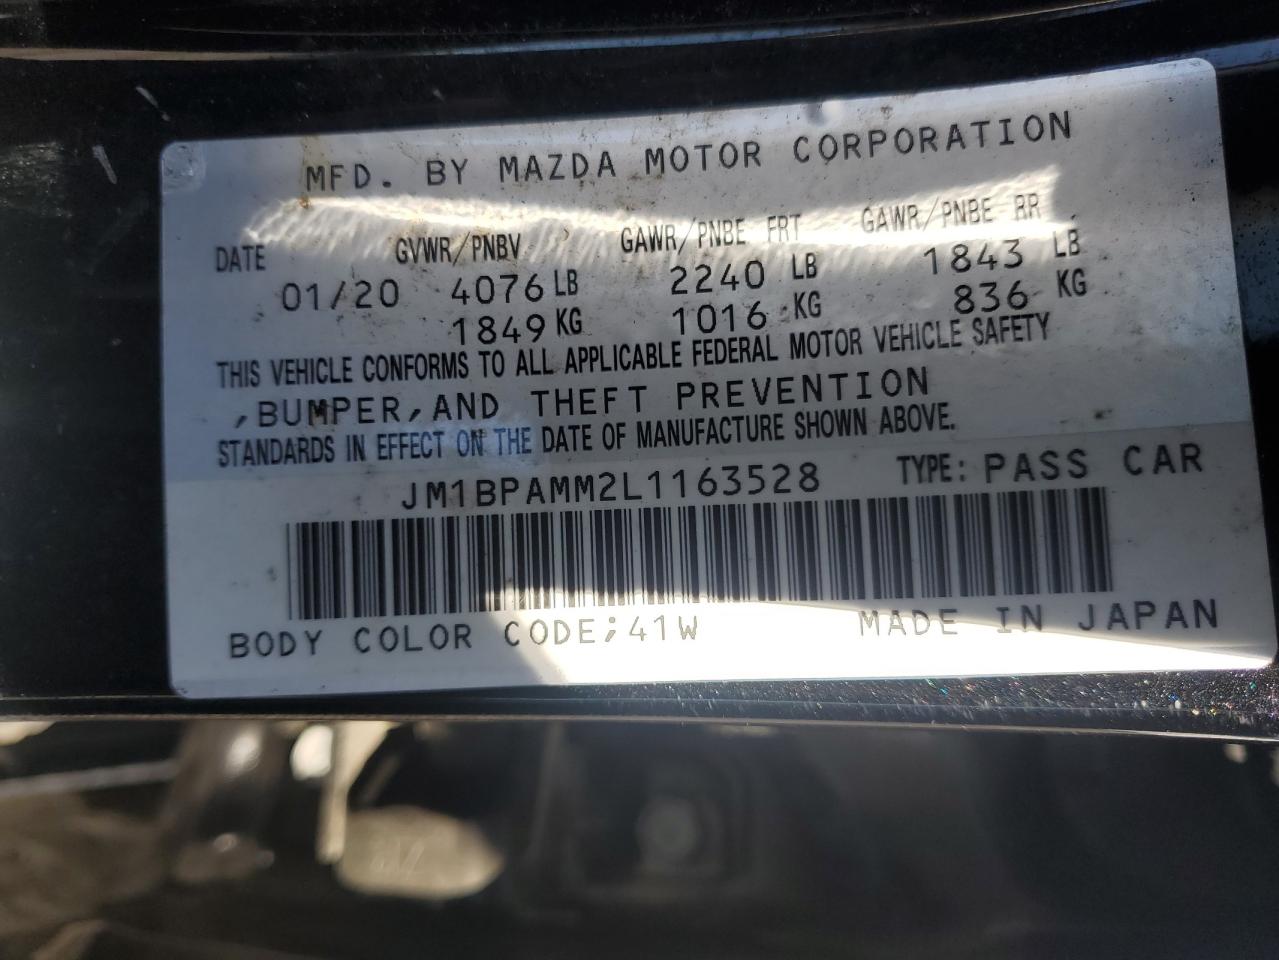 MFD. BY MAZDA MOTOR CORPORATION
DATE GVWR/PNBV GAWR/PNBE FRT GAWR/PNBE RR
01/20 4076 LB 2240 LB 1843 LB
1849 KG 1016 KG 836 KG
THIS VEHICLE CONFORMS TO ALL APPLICABLE FEDERAL MOTOR VEHICLE SAFETY
,BUMPER,AND THEFT PREVENTION
STANDARDS IN EFFECT ON THE DATE OF MANUFACTURE SHOWN ABOVE.
JM1BPAMM2L1163528 TYPE: PASS CAR
BODY COLOR CODE;41W MADE IN JAPAN